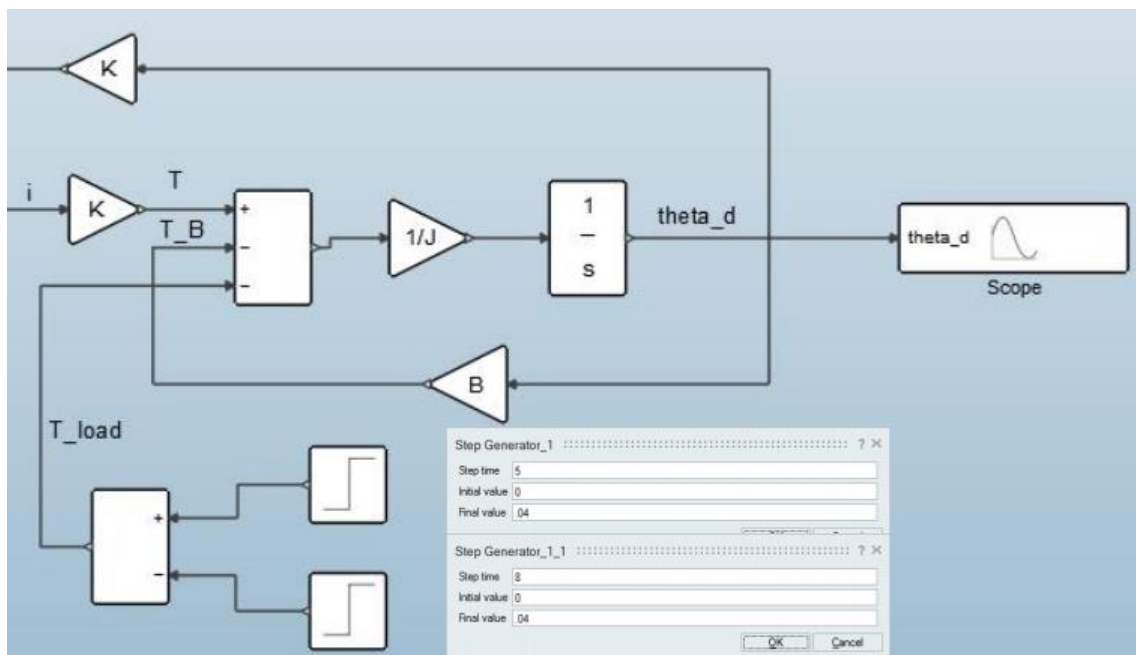 K
i
K
T
T_B
+
−
−
1/J
1
s
theta_d
theta_d
Scope
B
T_load
+
−
Step Generator_1 ? ×
Step time 5
Initial value 0
Final value .04
Step Generator_1_1 ? ×
Step time 8
Initial value 0
Final value .04
OK Cancel